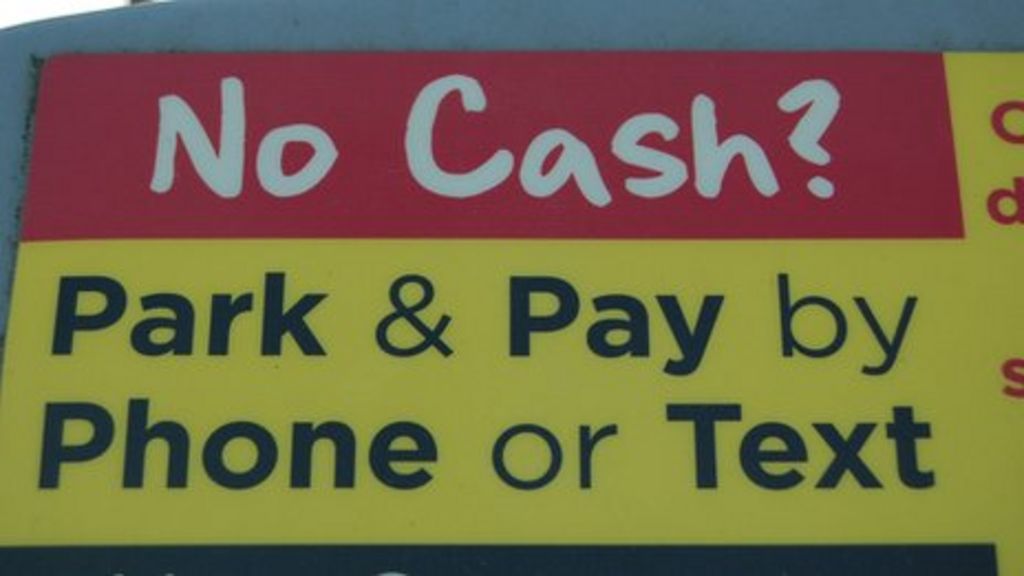 No Cash?
Park & Pay by
Phone or Text